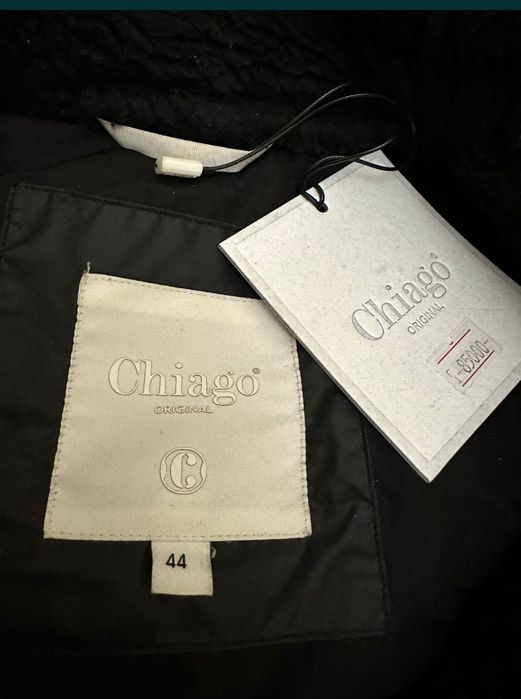 Chiago®
ORIGINAL
C
44
Chiago®
ORIGINAL
I-85000-